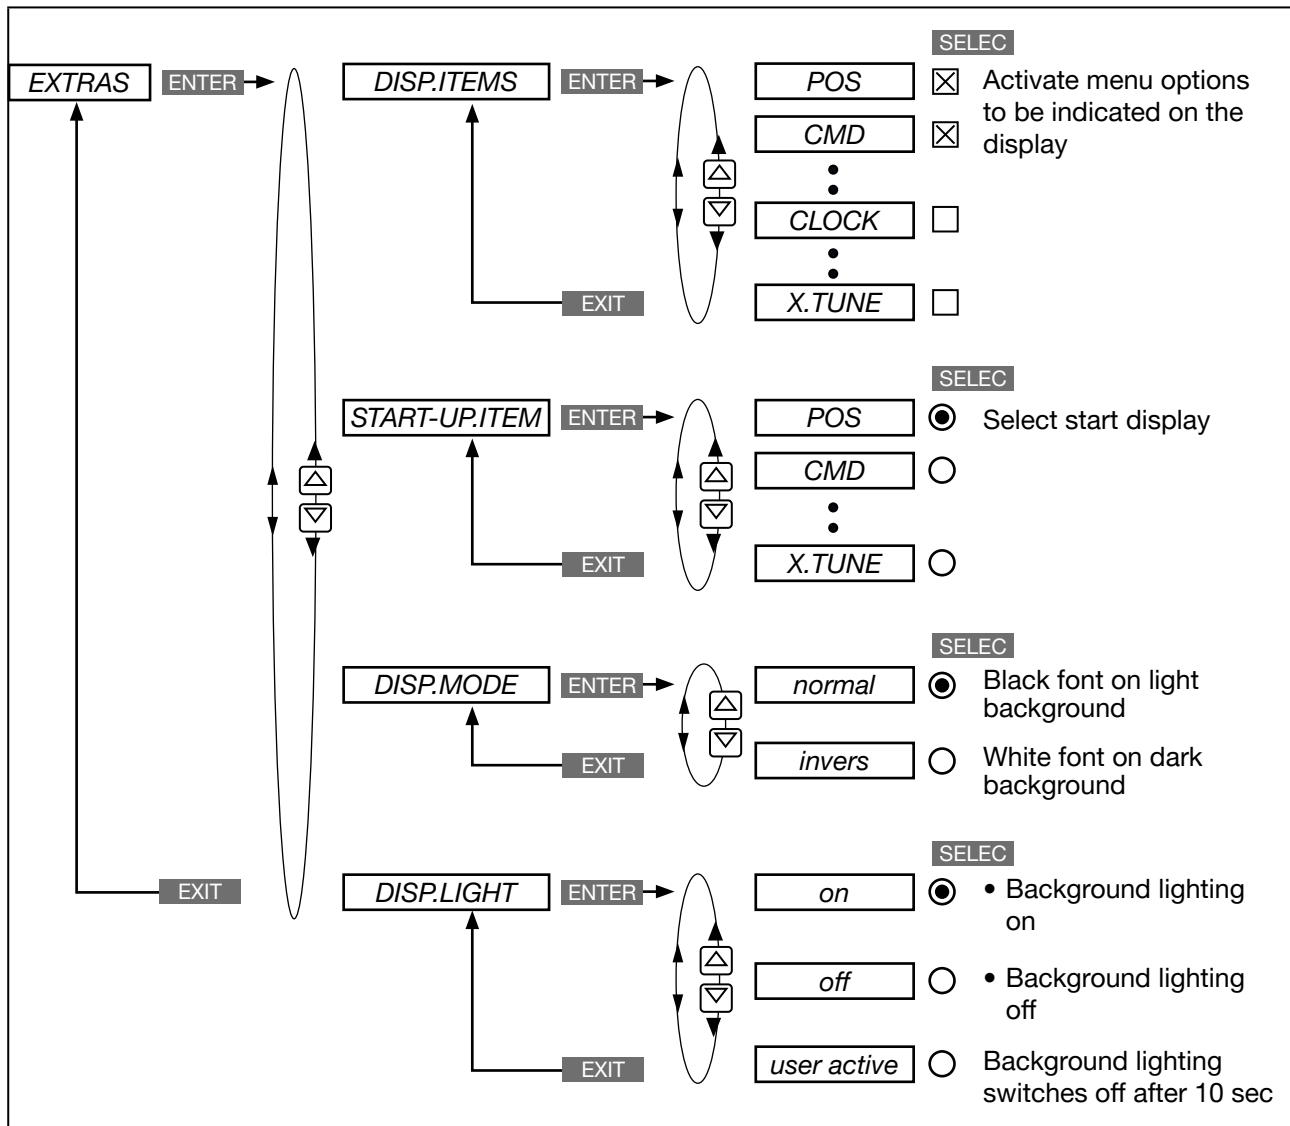 SELEC
EXTRAS ENTER DISP.ITEMS ENTER POS Activate menu options
to be indicated on the
CMD display
CLOCK
EXIT X.TUNE
SELEC
START-UP.ITEM ENTER POS Select start display
CMD
EXIT X.TUNE
SELEC
DISP.MODE ENTER normal Black font on light
background
EXIT invers White font on dark
background
SELEC
EXIT DISP.LIGHT ENTER on • Background lighting
on
off • Background lighting
off
EXIT user active Background lighting
switches off after 10 sec